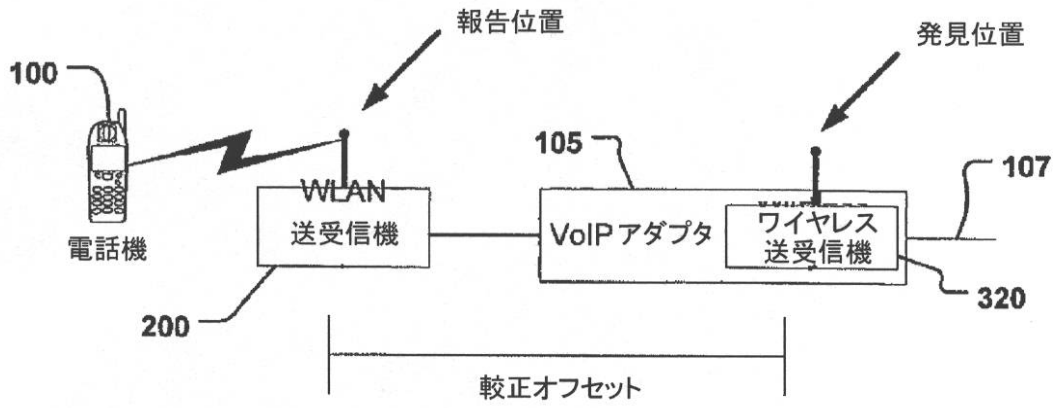 報告位置
発見位置
100
105
107
WLAN
送受信機
VoIPアダプタ
ワイヤレス
送受信機
電話機
200
320
較正オフセット